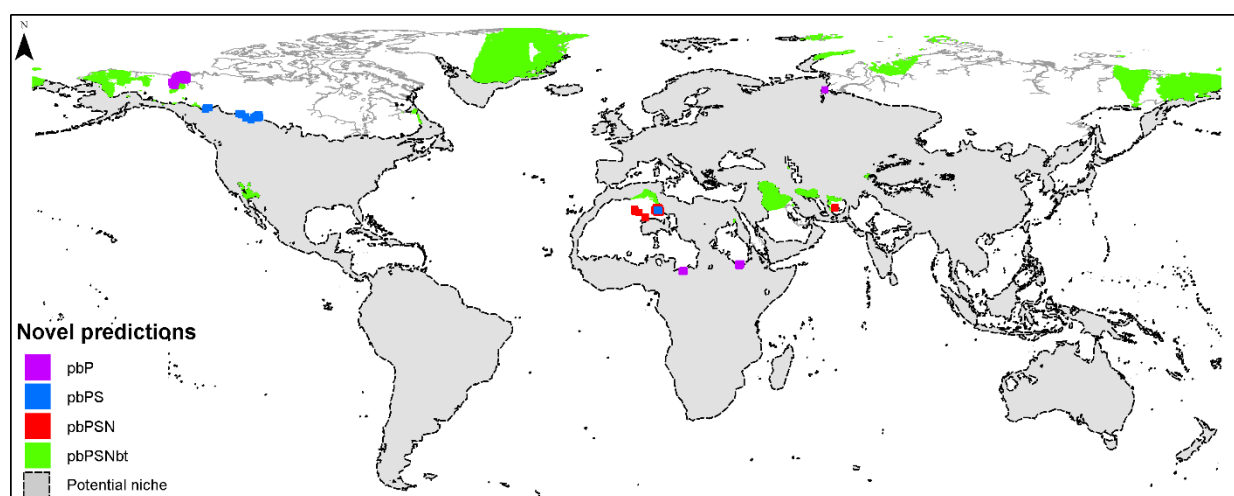 N
Novel predictions
pbP
pbPS
pbPSN
pbPSNbt
Potential niche